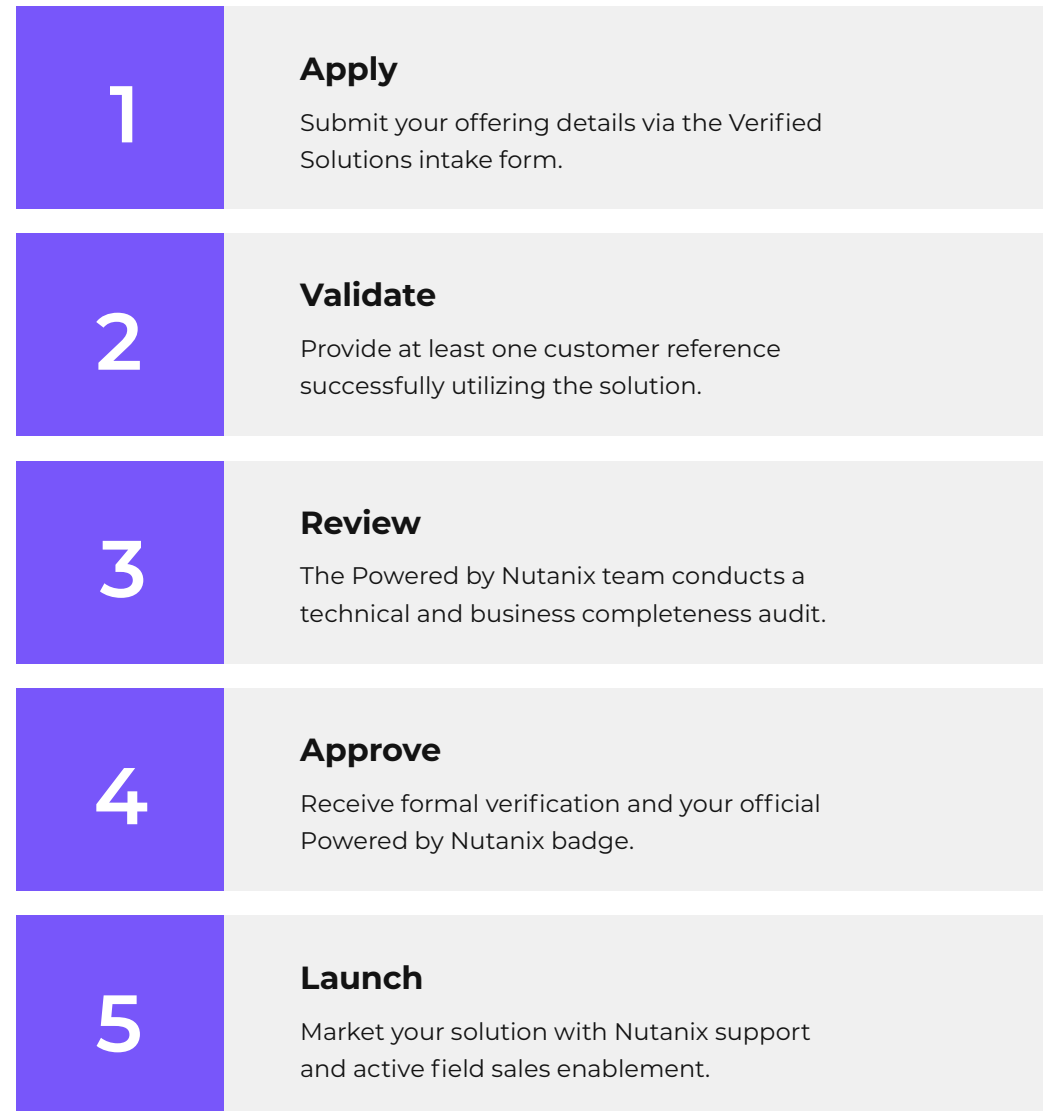 1
Apply
Submit your offering details via the Verified
Solutions intake form.
2
Validate
Provide at least one customer reference
successfully utilizing the solution.
3
Review
The Powered by Nutanix team conducts a
technical and business completeness audit.
4
Approve
Receive formal verification and your official
Powered by Nutanix badge.
5
Launch
Market your solution with Nutanix support
and active field sales enablement.